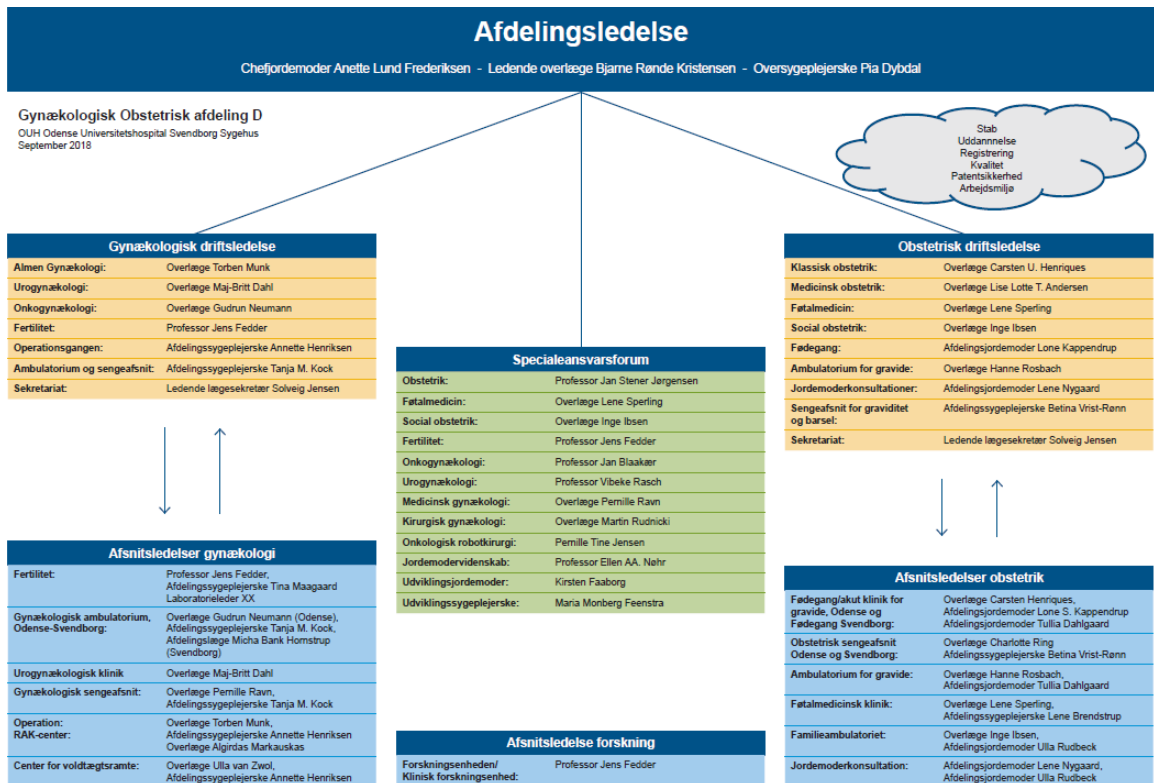 Afdelingsledelse
Chefjordemoder Anette Lund Frederiksen - Ledende overlæge Bjarne Rønde Kristensen - Oversygeplejerske Pia Dybdal
Gynækologisk Obstetrisk afdeling D
OUH Odense Universitetshospital Svendborg Sygehus
September 2018
Stab
Uddannnelse
Registrering
Kvalitet
Patentsikkerhed
Arbejdsmiljø
Gynækologisk driftsledelse
Almen Gynækologi: Overlæge Torben Munk
Urogynækologi: Overlæge Maj-Britt Dahl
Onkogynækologi: Overlæge Gudrun Neumann
Fertilitet: Professor Jens Fedder
Operationsgangen: Afdelingssygeplejerske Annette Henriksen
Ambulatorium og sengeafsnit: Afdelingssygeplejerske Tanja M. Kock
Sekretariat: Ledende lægesekretær Solveig Jensen
Obstetrisk driftsledelse
Klassisk obstetrik: Overlæge Carsten U. Henriques
Medicinsk obstetrik: Overlæge Lise Lotte T. Andersen
Føtalmedicin: Overlæge Lene Sperling
Social obstetrik: Overlæge Inge Ibsen
Fødegang: Afdelingsjordemoder Lone Kappendrup
Ambulatorium for gravide: Overlæge Hanne Rosbach
Jordemoderkonsultationer: Afdelingsjordemoder Lene Nygaard
Sengeafsnit for graviditet Afdelingssygeplejerske Betina Vrist-Rønn
og barsel:
Sekretariat: Ledende lægesekretær Solveig Jensen
Specialeansvarsforum
Obstetrik: Professor Jan Stener Jørgensen
Føtalmedicin: Overlæge Lene Sperling
Social obstetrik: Overlæge Inge Ibsen
Fertilitet: Professor Jens Fedder
Onkogynækologi: Professor Jan Blaakær
Urogynækologi: Professor Vibeke Rasch
Medicinsk gynækologi: Overlæge Pernille Ravn
Kirurgisk gynækologi: Overlæge Martin Rudnicki
Onkologisk robotkirurgi: Pernille Tine Jensen
Jordemodervidenskab: Professor Ellen AA. Nøhr
Udviklingsjordemoder: Kirsten Faaborg
Udviklingssygeplejerske: Maria Monberg Feenstra
Afsnitsledelser gynækologi
Fertilitet: Professor Jens Fedder,
Afdelingssygeplejerske Tina Maagaard
Laboratorieleder XX
Gynækologisk ambulatorium, Overlæge Gudrun Neumann (Odense),
Odense-Svendborg: Afdelingssygeplejerske Tanja M. Kock,
Afdelingslæge Micha Bank Hornstrup
(Svendborg)
Urogynækologisk klinik Overlæge Maj-Britt Dahl
Gynækologisk sengeafsnit: Overlæge Pernille Ravn,
Afdelingssygeplejerske Tanja M. Kock
Operation: Overlæge Torben Munk,
RAK-center: Afdelingssygeplejerske Annette Henriksen
Overlæge Algirdas Markauskas
Center for voldtægtsramte: Overlæge Ulla van Zwol,
Afdelingssygeplejerske Annette Henriksen
Afsnitsledelse forskning
Forskningsenheden/ Professor Jens Fedder
Klinisk forskningsenhed:
Afsnitsledelser obstetrik
Fødegang/akut klinik for Overlæge Carsten Henriques,
gravide, Odense og Afdelingsjordemoder Lone S. Kappendrup
Fødegang Svendborg: Afdelingsjordemoder Tullia Dahlgaard
Obstetrisk sengeafsnit Overlæge Charlotte Ring
Odense og Svendborg: Afdelingssygeplejerske Betina Vrist-Rønn
Ambulatorium for gravide: Overlæge Hanne Rosbach,
Afdelingsjordemoder Tullia Dahlgaard
Føtalmedicinsk klinik: Overlæge Lene Sperling,
Afdelingssygeplejerske Lene Brendstrup
Familieambulatoriet: Overlæge Inge Ibsen,
Afdelingsjordemoder Ulla Rudbeck
Jordemoderkonsultation: Afdelingsjordemoder Lene Nygaard,
Afdelingsjordemoder Ulla Rudbeck